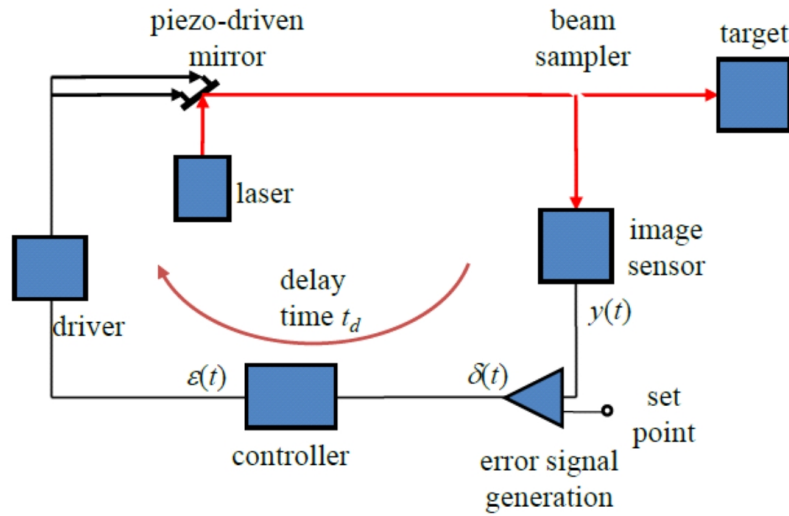 piezo-driven
mirror
beam
sampler
target
laser
image
sensor
delay
time t_d
driver
y(t)
ε(t)
δ(t)
set
point
controller
error signal
generation